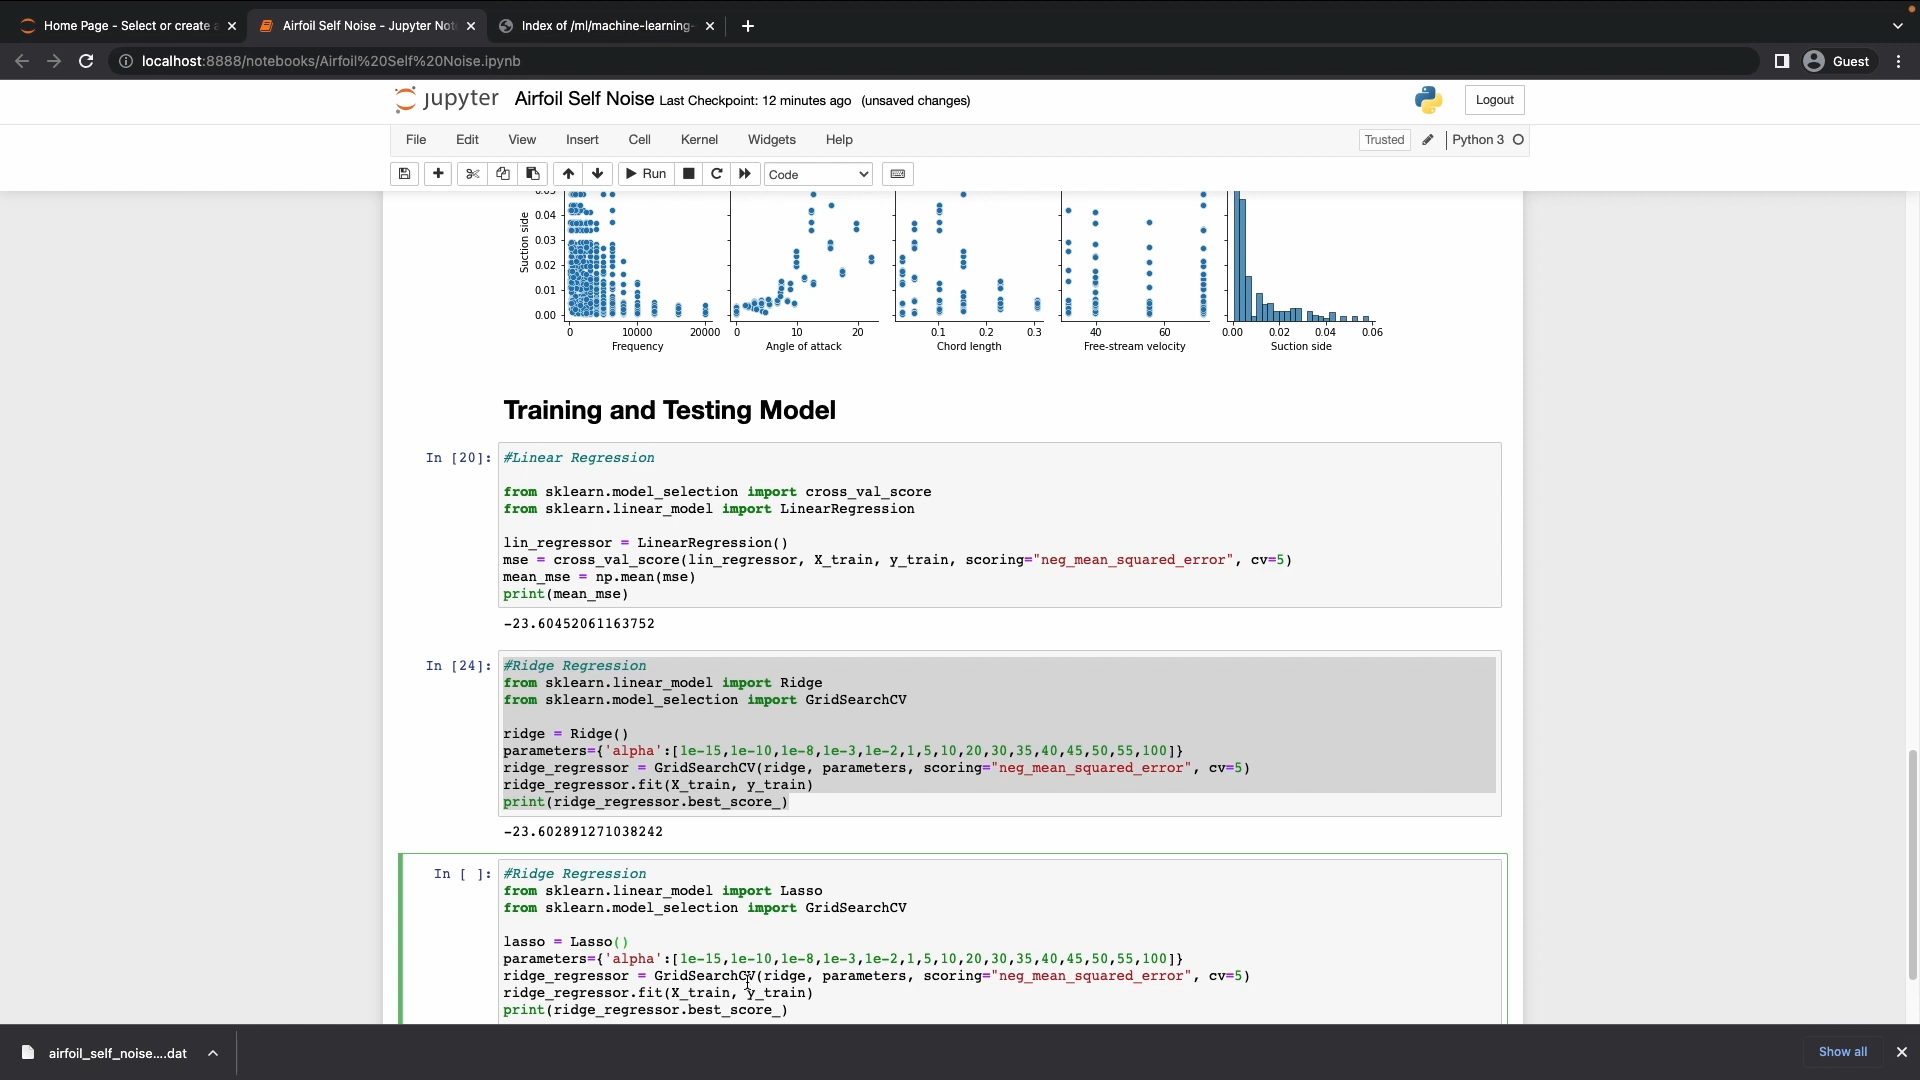 Home Page - Select or create a
Airfoil Self Noise - Jupyter Not
Index of /ml/machine-learning-
localhost:8888/notebooks/Airfoil%20Self%20Noise.ipynb
Guest
jupyter Airfoil Self Noise Last Checkpoint: 12 minutes ago (unsaved changes)
Logout
File Edit View Insert Cell Kernel Widgets Help
Trusted Python 3
Run Code
Suction side
0.05
0.04
0.03
0.02
0.01
0.00
0 10000 20000 0 10 20 0.1 0.2 0.3 40 60 0.00 0.02 0.04 0.06
Frequency Angle of attack Chord length Free-stream velocity Suction side
Training and Testing Model
In [20]: #Linear Regression
from sklearn.model_selection import cross_val_score
from sklearn.linear_model import LinearRegression
lin_regressor = LinearRegression()
mse = cross_val_score(lin_regressor, X_train, y_train, scoring="neg_mean_squared_error", cv=5)
mean_mse = np.mean(mse)
print(mean_mse)
-23.60452061163752
In [24]: #Ridge Regression
from sklearn.linear_model import Ridge
from sklearn.model_selection import GridSearchCV
ridge = Ridge()
parameters={'alpha':[1e-15,1e-10,1e-8,1e-3,1e-2,1,5,10,20,30,35,40,45,50,55,100]}
ridge_regressor = GridSearchCV(ridge, parameters, scoring="neg_mean_squared_error", cv=5)
ridge_regressor.fit(X_train, y_train)
print(ridge_regressor.best_score_)
-23.602891271038242
In [ ]: #Ridge Regression
from sklearn.linear_model import Lasso
from sklearn.model_selection import GridSearchCV
lasso = Lasso()
parameters={'alpha':[1e-15,1e-10,1e-8,1e-3,1e-2,1,5,10,20,30,35,40,45,50,55,100]}
ridge_regressor = GridSearchCV(ridge, parameters, scoring="neg_mean_squared_error", cv=5)
ridge_regressor.fit(X_train, y_train)
print(ridge_regressor.best_score_)
airfoil_self_noise....dat
Show all